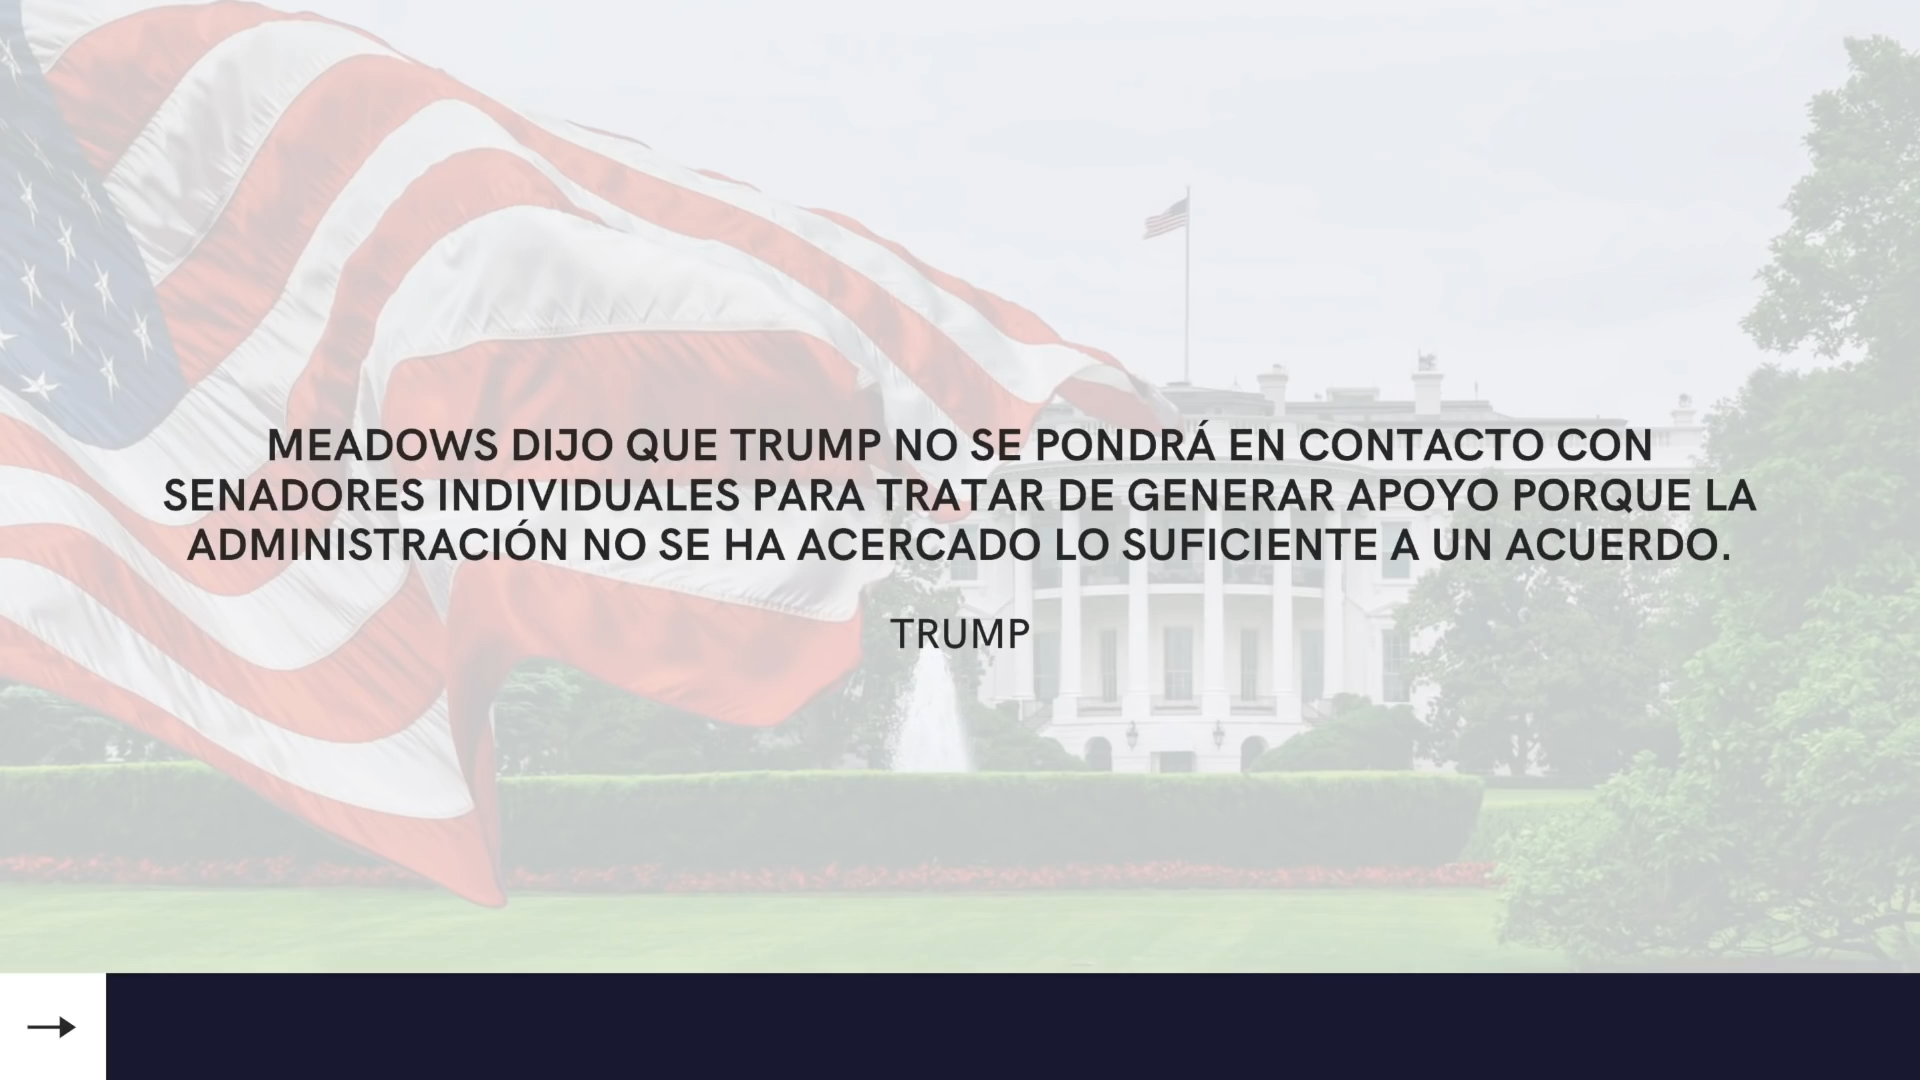 MEADOWS DIJO QUE TRUMP NO SE PONDRÁ EN CONTACTO CON
SENADORES INDIVIDUALES PARA TRATAR DE GENERAR APOYO PORQUE LA
ADMINISTRACIÓN NO SE HA ACERCADO LO SUFICIENTE A UN ACUERDO.
TRUMP